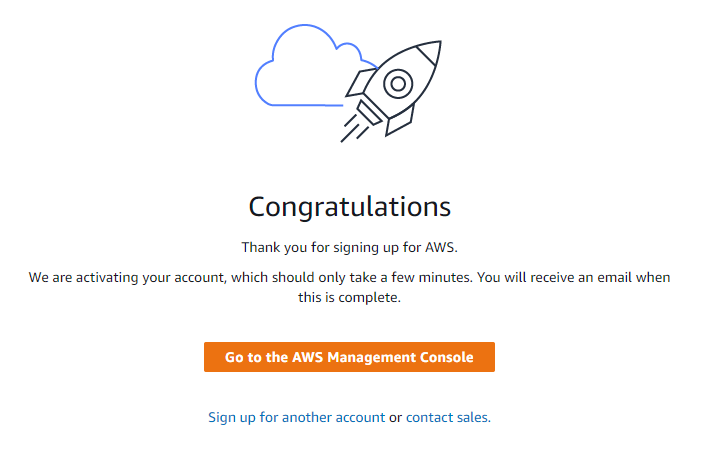 Congratulations
Thank you for signing up for AWS.
We are activating your account, which should only take a few minutes. You will receive an email when
this is complete.
Go to the AWS Management Console
Sign up for another account or contact sales.